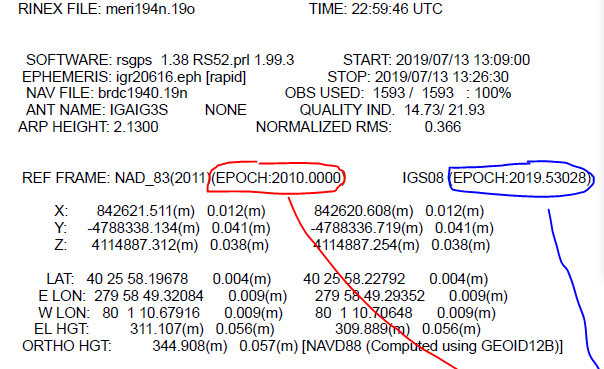 RINEX FILE: meri194n.19o TIME: 22:59:46 UTC
SOFTWARE: rsgps 1.38 RS52.prl 1.99.3 START: 2019/07/13 13:09:00
EPHEMERIS: igr20616.eph [rapid] STOP: 2019/07/13 13:26:30
NAV FILE: brdc1940.19n OBS USED: 1593 / 1593 : 100%
ANT NAME: IGAIG3S NONE QUALITY IND. 14.73/ 21.93
ARP HEIGHT: 2.1300 NORMALIZED RMS: 0.366
REF FRAME: NAD_83(2011)(EPOCH:2010.0000) IGS08 (EPOCH:2019.53028)
X: 842621.511(m) 0.012(m) 842620.608(m) 0.012(m)
Y: -4788338.134(m) 0.041(m) -4788336.719(m) 0.041(m)
Z: 4114887.312(m) 0.038(m) 4114887.254(m) 0.038(m)
LAT: 40 25 58.19678 0.004(m) 40 25 58.22792 0.004(m)
E LON: 279 58 49.32084 0.009(m) 279 58 49.29352 0.009(m)
W LON: 80 1 10.67916 0.009(m) 80 1 10.70648 0.009(m)
EL HGT: 311.107(m) 0.056(m) 309.889(m) 0.056(m)
ORTHO HGT: 344.908(m) 0.057(m) [NAVD88 (Computed using GEOID12B)]